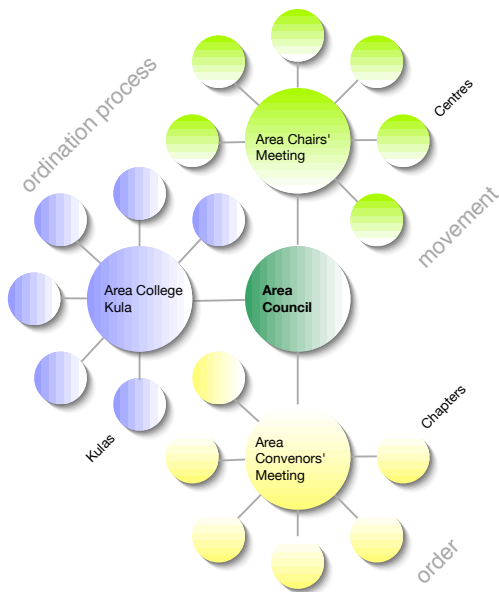 ordination process
Centres
Area Chairs'
Meeting
movement
Area College
Kula
Area
Council
Kulas
Chapters
Area
Convenors'
Meeting
order